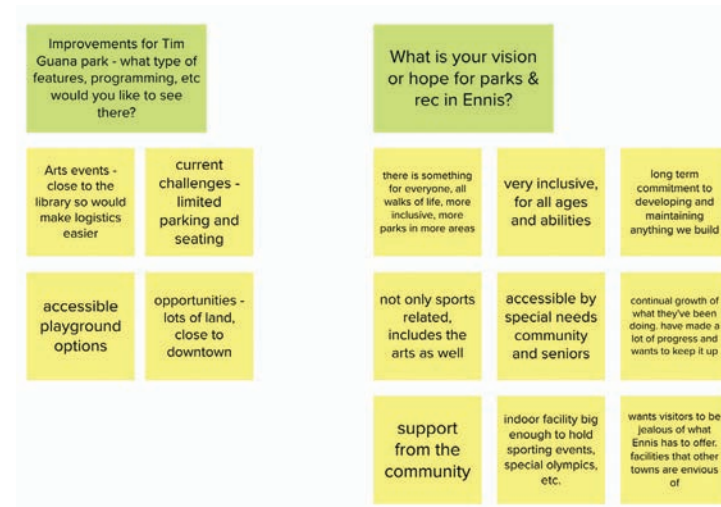 Improvements for Tim
Guana park - what type of
features, programming, etc
would you like to see
there?
Arts events -
close to the
library so would
make logistics
easier
current
challenges -
limited
parking and
seating
accessible
playground
options
opportunities -
lots of land,
close to
downtown
What is your vision
or hope for parks &
rec in Ennis?
there is something
for everyone, all
walks of life, more
inclusive, more
parks in more areas
very inclusive,
for all ages
and abilities
long term
commitment to
developing and
maintaining
anything we build
not only sports
related,
includes the
arts as well
accessible by
special needs
community
and seniors
continual growth of
what they've been
doing. have made a
lot of progress and
wants to keep it up
support
from the
community
indoor facility big
enough to hold
sporting events,
special olympics,
etc.
wants visitors to be
jealous of what
Ennis has to offer.
facilities that other
towns are envious
of